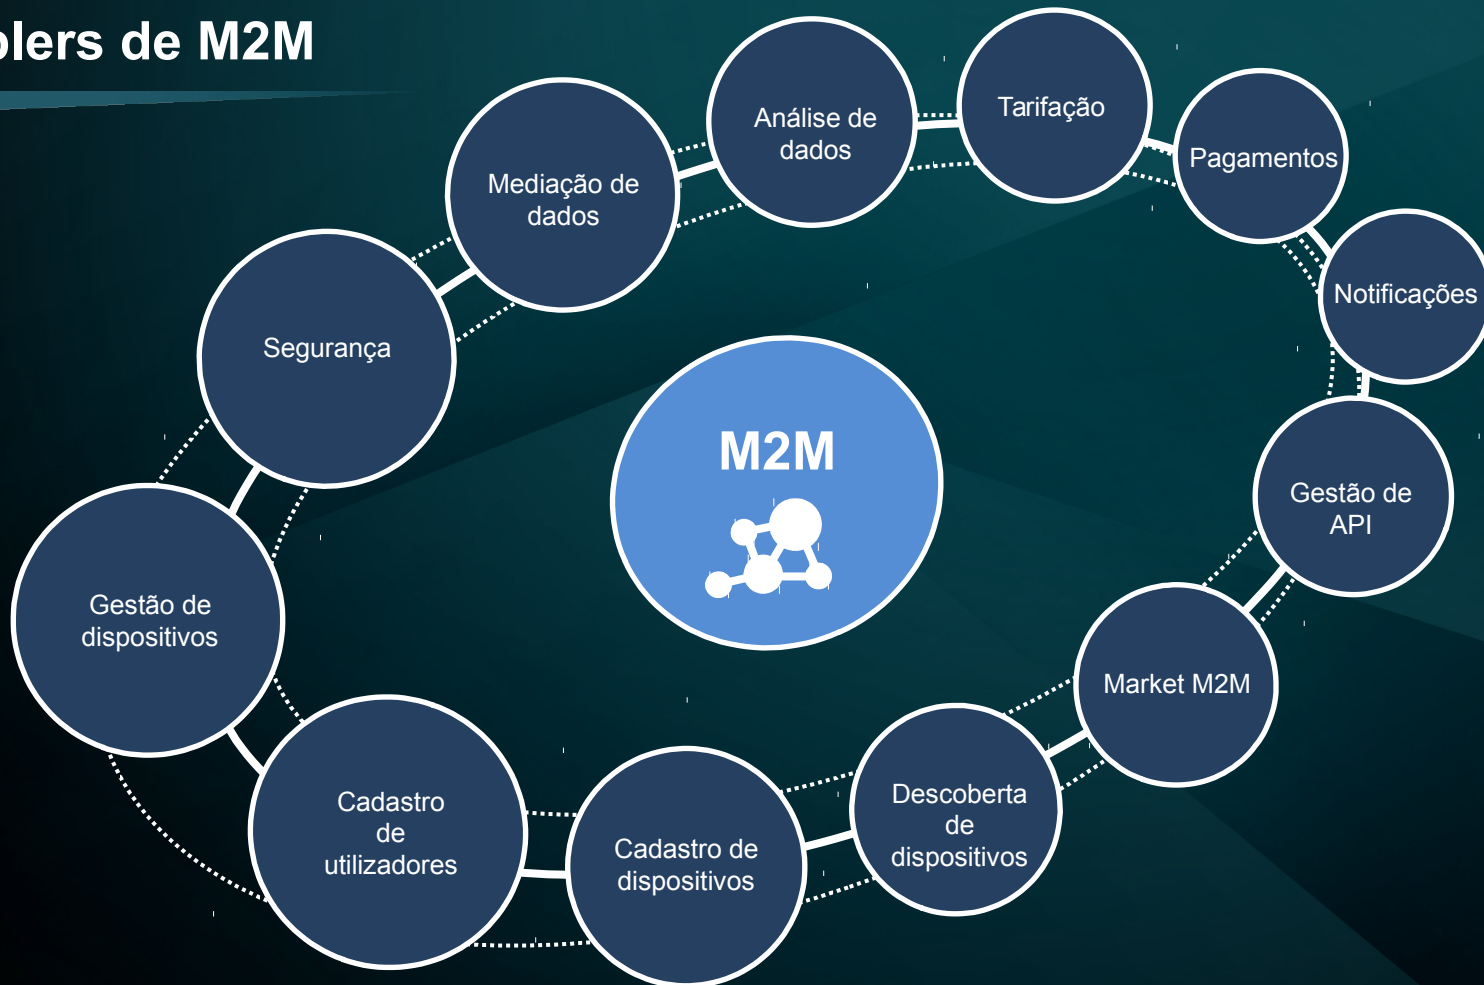 lers de M2M
Análise de
dados
Tarifação
Pagamentos
Mediação de
dados
Notificações
Segurança
M2M
Gestão de
API
Gestão de
dispositivos
Market M2M
Cadastro
de
utilizadores
Cadastro de
dispositivos
Descoberta
de
dispositivos